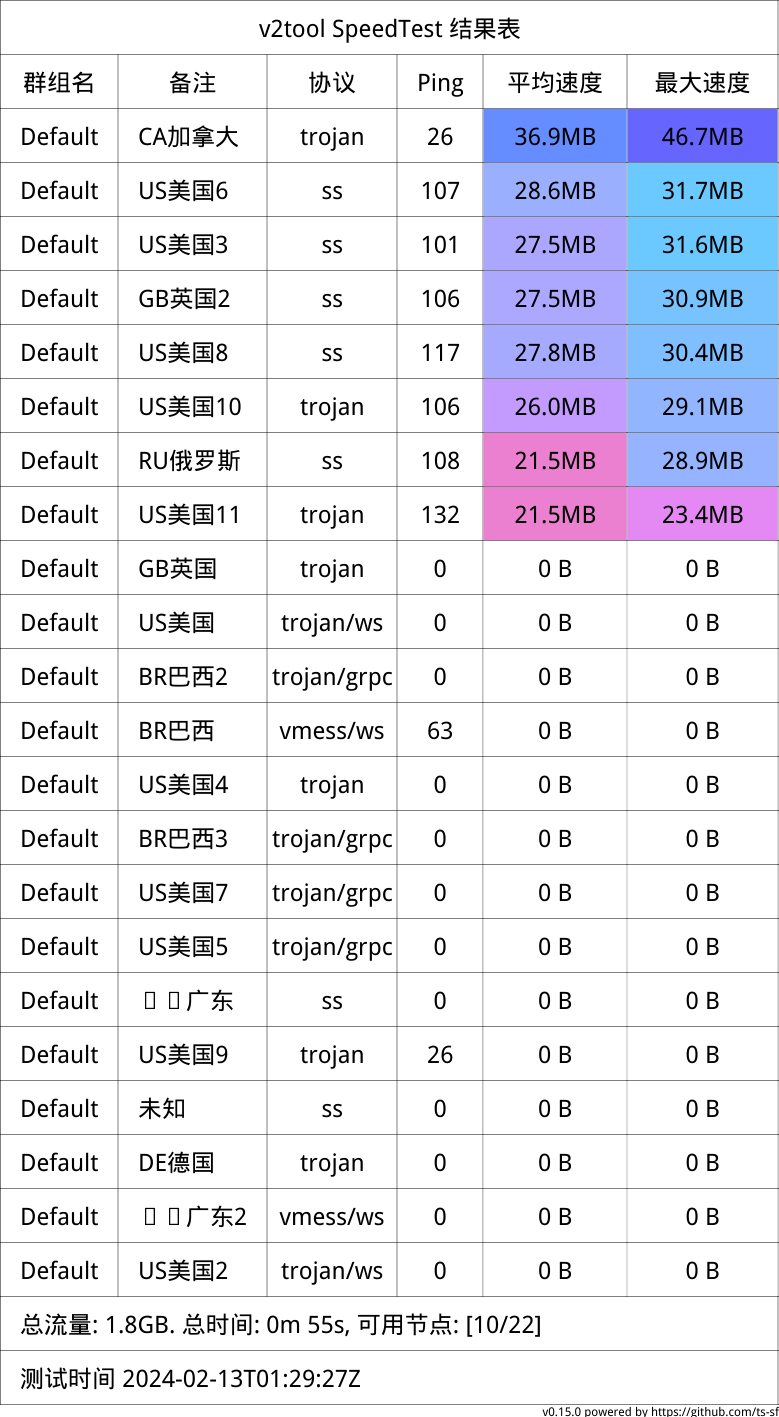 v2tool SpeedTest 结果表
群组名 备注 协议 Ping 平均速度 最大速度
Default CA加拿大 trojan 26 36.9MB 46.7MB
Default US美国6 ss 107 28.6MB 31.7MB
Default US美国3 ss 101 27.5MB 31.6MB
Default GB英国2 ss 106 27.5MB 30.9MB
Default US美国8 ss 117 27.8MB 30.4MB
Default US美国10 trojan 106 26.0MB 29.1MB
Default RU俄罗斯 ss 108 21.5MB 28.9MB
Default US美国11 trojan 132 21.5MB 23.4MB
Default GB英国 trojan 0 0 B 0 B
Default US美国 trojan/ws 0 0 B 0 B
Default BR巴西2 trojan/grpc 0 0 B 0 B
Default BR巴西 vmess/ws 63 0 B 0 B
Default US美国4 trojan 0 0 B 0 B
Default BR巴西3 trojan/grpc 0 0 B 0 B
Default US美国7 trojan/grpc 0 0 B 0 B
Default US美国5 trojan/grpc 0 0 B 0 B
Default 广东 ss 0 0 B 0 B
Default US美国9 trojan 26 0 B 0 B
Default 未知 ss 0 0 B 0 B
Default DE德国 trojan 0 0 B 0 B
Default 广东2 vmess/ws 0 0 B 0 B
Default US美国2 trojan/ws 0 0 B 0 B
总流量: 1.8GB. 总时间: 0m 55s, 可用节点: [10/22]
测试时间 2024-02-13T01:29:27Z
v0.15.0 powered by https://github.com/ts-sf